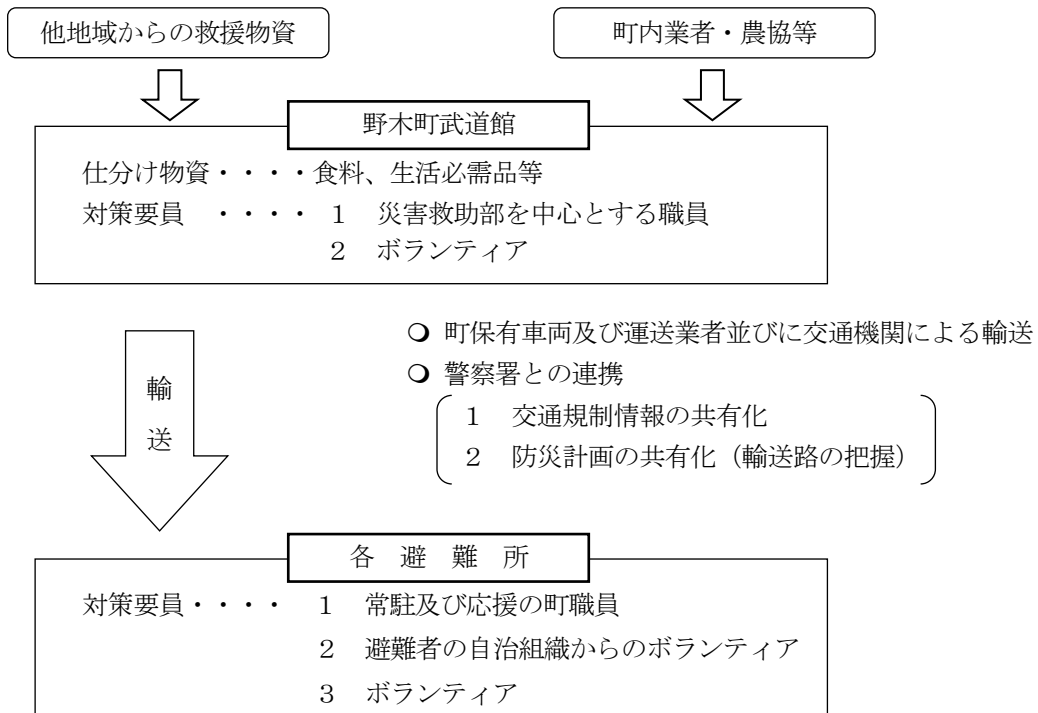 他地域からの救援物資
町内業者・農協等
野木町武道館
仕分け物資・・・・食料、生活必需品等
対策要員　・・・・　１　災害救助部を中心とする職員
２　ボランティア
輸送
○ 町保有車両及び運送業者並びに交通機関による輸送
○ 警察署との連携
１　交通規制情報の共有化
２　防災計画の共有化（輸送路の把握）
各　避　難　所
対策要員・・・・　１　常駐及び応援の町職員
２　避難者の自治組織からのボランティア
３　ボランティア